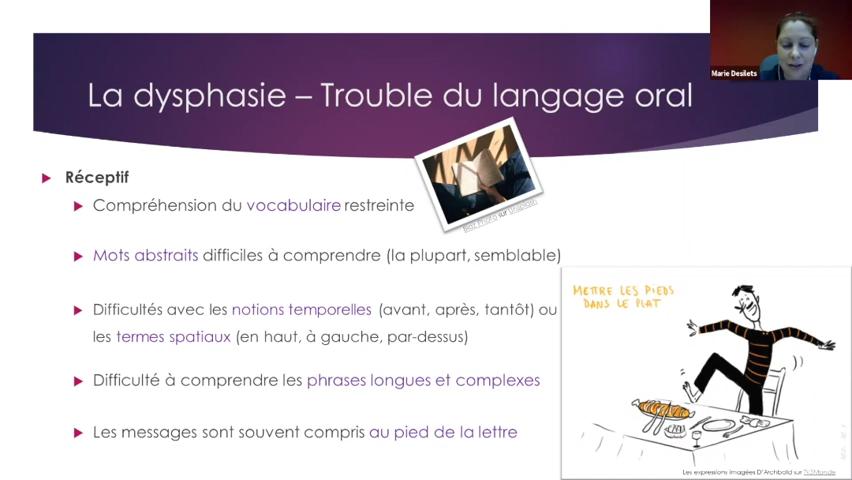 Marie Desilets
La dysphasie – Trouble du langage oral
Réceptif
Compréhension du vocabulaire restreinte
sur Unsplash
Mots abstraits difficiles à comprendre (la plupart, semblable)
METTRE LES PIEDS
DANS LE PLAT
Difficultés avec les notions temporelles (avant, après, tantôt) ou
les termes spatiaux (en haut, à gauche, par-dessus)
Difficulté à comprendre les phrases longues et complexes
Les messages sont souvent compris au pied de la lettre
Les expressions imagées D'Archibald sur TV5Monde